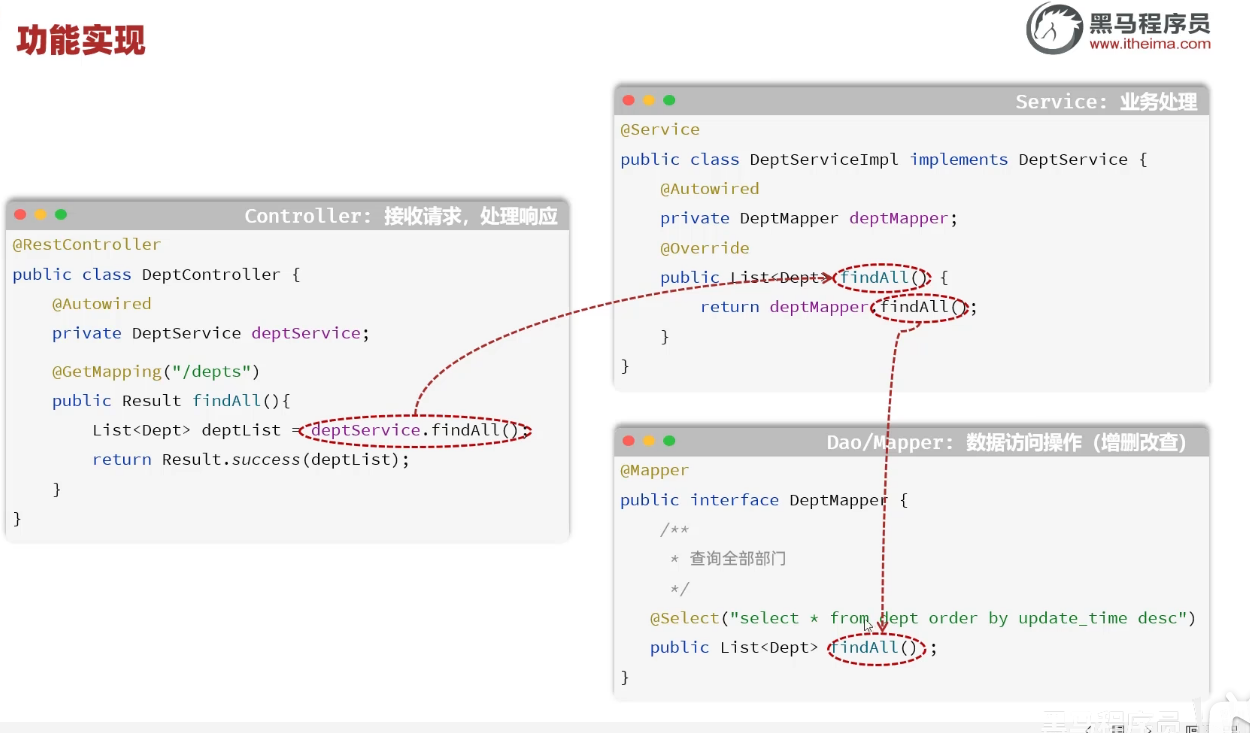 功能实现
黑马程序员
www.itheima.com
Controller: 接收请求，处理响应
@RestController
public class DeptController {
@Autowired
private DeptService deptService;
@GetMapping("/depts")
public Result findAll(){
List<Dept> deptList = deptService.findAll();
return Result.success(deptList);
}
}
Service: 业务处理
@Service
public class DeptServiceImpl implements DeptService {
@Autowired
private DeptMapper deptMapper;
@Override
public List<Dept> findAll() {
return deptMapper.findAll();
}
}
Dao/Mapper: 数据访问操作（增删改查）
@Mapper
public interface DeptMapper {
/**
* 查询全部部门
*/
@Select("select * from dept order by update_time desc")
public List<Dept> findAll();
}
黑马程序员